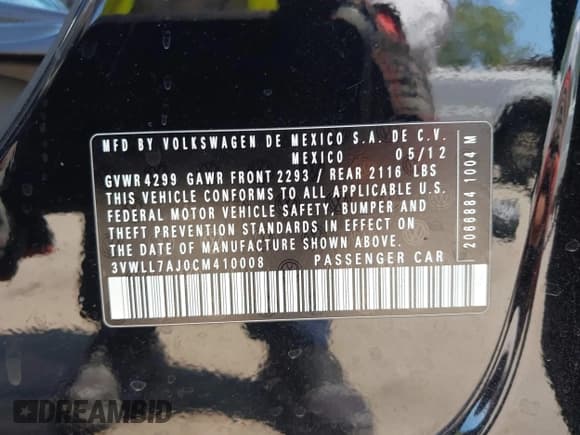 MFD BY VOLKSWAGEN DE MEXICO S.A. DE C.V.
MEXICO 05/12
GVWR 4299 GAWR FRONT 2293 / REAR 2116 LBS
THIS VEHICLE CONFORMS TO ALL APPLICABLE U.S.
FEDERAL MOTOR VEHICLE SAFETY, BUMPER AND
THEFT PREVENTION STANDARDS IN EFFECT ON
THE DATE OF MANUFACTURE SHOWN ABOVE.
3VWLL7AJ0CM410008 PASSENGER CAR
2066884 1004 M
DREAMBID